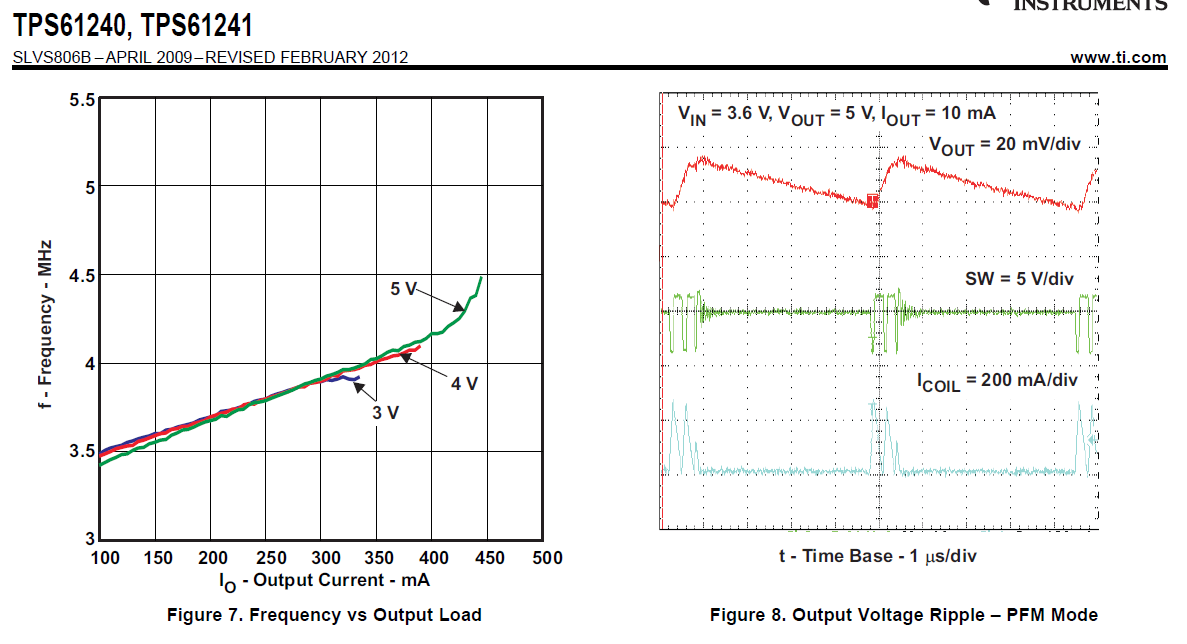 INSTRUMENTS
TPS61240, TPS61241
SLVS806B–APRIL 2009–REVISED FEBRUARY 2012
www.ti.com
5.5
5
4.5
4
3.5
3
f - Frequency - MHz
5 V
4 V
3 V
100 150 200 250 300 350 400 450 500
IO - Output Current - mA
Figure 7. Frequency vs Output Load
VIN = 3.6 V, VOUT = 5 V, IOUT = 10 mA
VOUT = 20 mV/div
SW = 5 V/div
ICOIL = 200 mA/div
t - Time Base - 1 µs/div
Figure 8. Output Voltage Ripple – PFM Mode